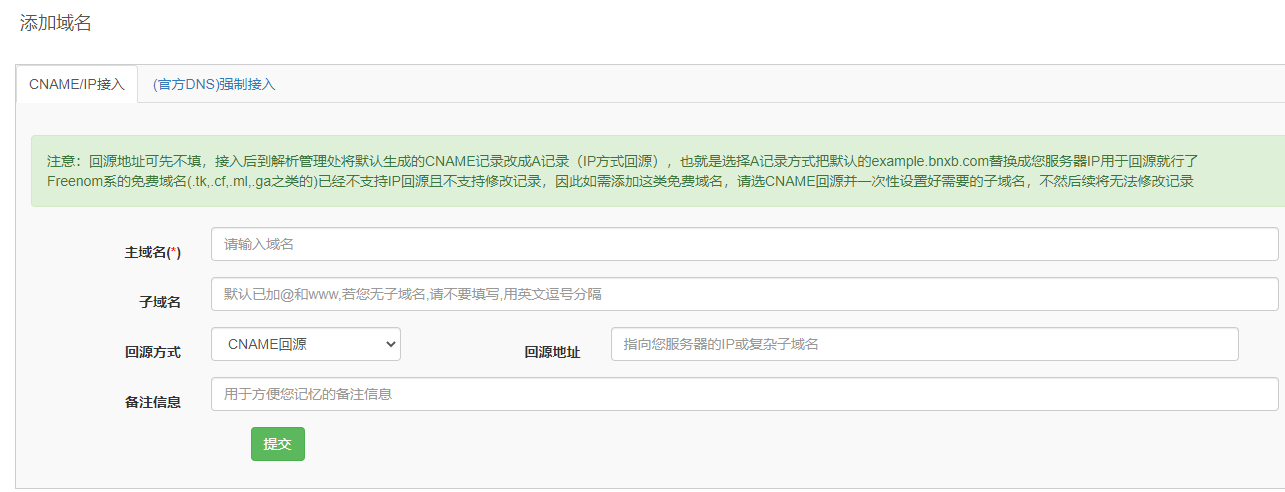 添加域名
CNAME/IP接入
(官方DNS)强制接入
注意：回源地址可先不填，接入后到解析管理处将默认生成的CNAME记录改成A记录（IP方式回源），也就是选择A记录方式把默认的example.bnxb.com替换成您服务器IP用于回源就行了
Freenom系的免费域名(.tk,.cf,.ml,.ga之类的)已经不支持IP回源且不支持修改记录，因此如需添加这类免费域名，请选CNAME回源并一次性设置好需要的子域名，不然后续将无法修改记录
主域名(*)
请输入域名
子域名
默认已加@和www,若您无子域名,请不要填写,用英文逗号分隔
回源方式
CNAME回源
回源地址
指向您服务器的IP或复杂子域名
备注信息
用于方便您记忆的备注信息
提交